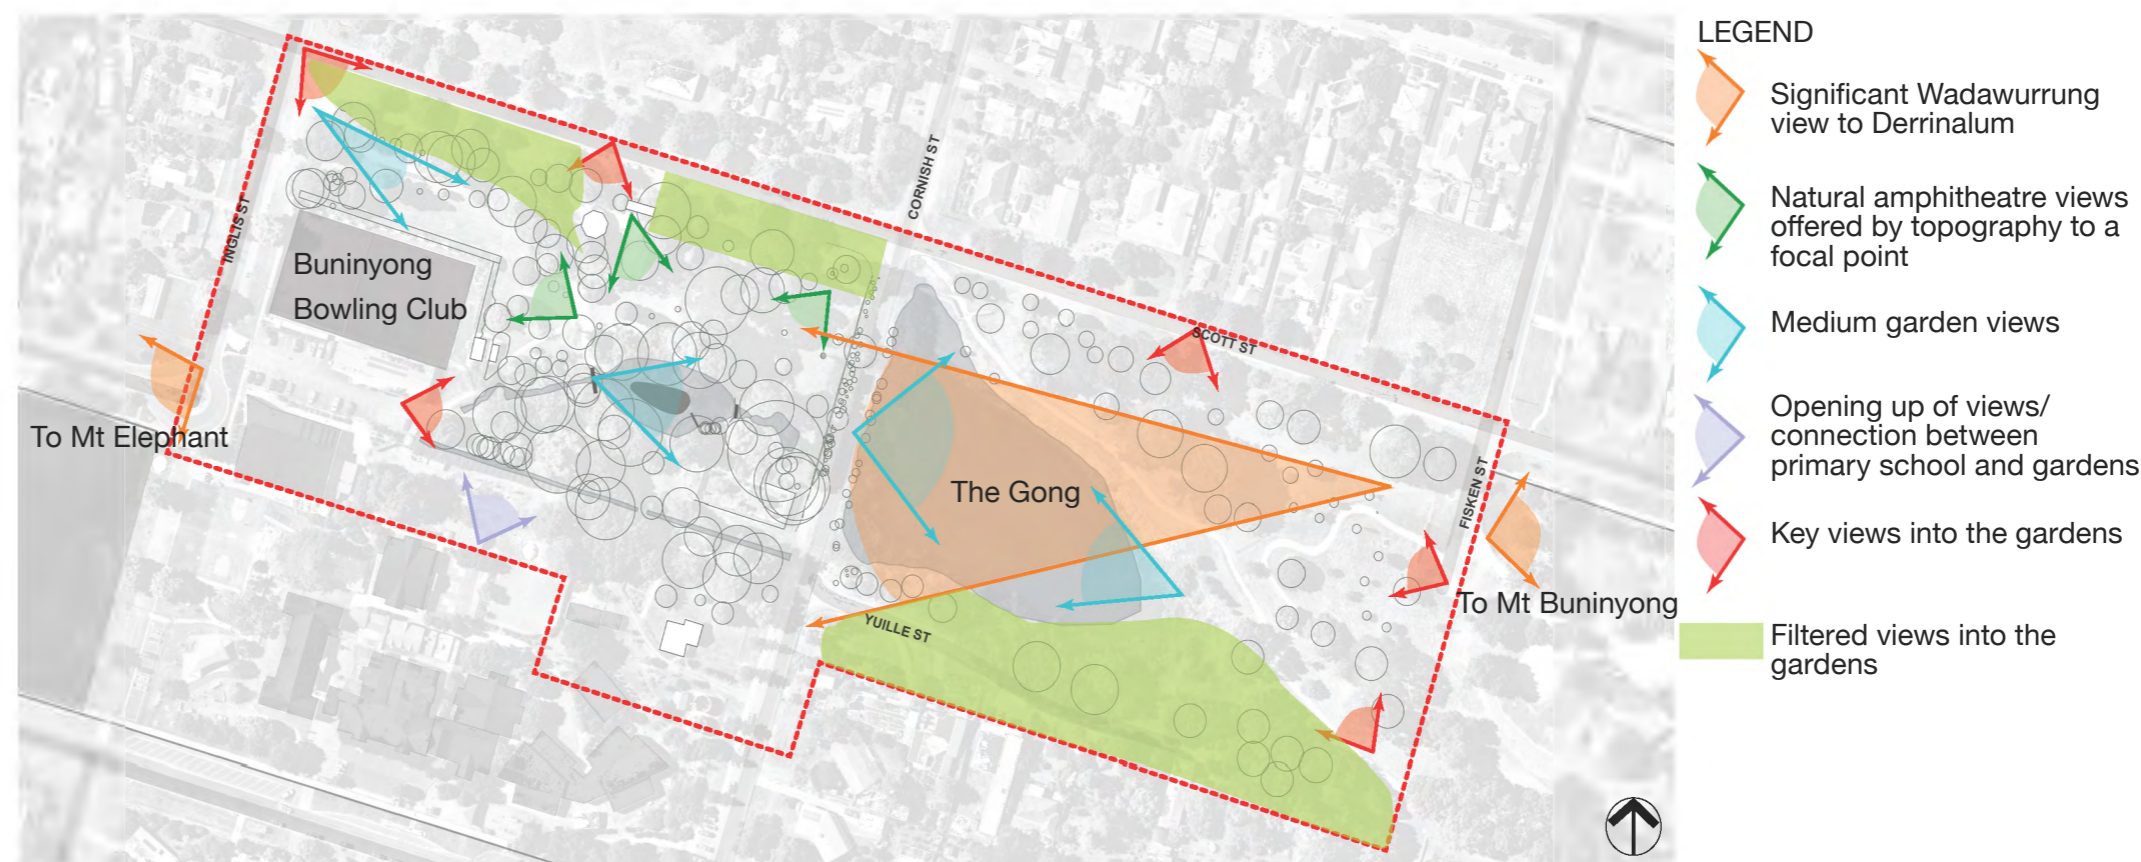 LEGEND
Significant Wadawurrung
view to Derrinalum
Natural amphitheatre views
offered by topography to a
focal point
Medium garden views
Opening up of views/
connection between
primary school and gardens
Key views into the gardens
Filtered views into the
gardens
CORNISH ST
INGLIS ST
Buninyong
Bowling Club
SCOTT ST
To Mt Elephant
The Gong
FISKEN ST
To Mt Buninyong
YUILLE ST